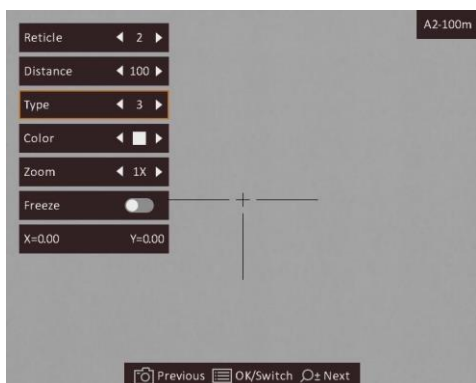 A2-100m
Reticle 2
Distance 100
Type 3
Color
Zoom 1X
Freeze
X=0.00 Y=0.00
Previous OK/Switch Next